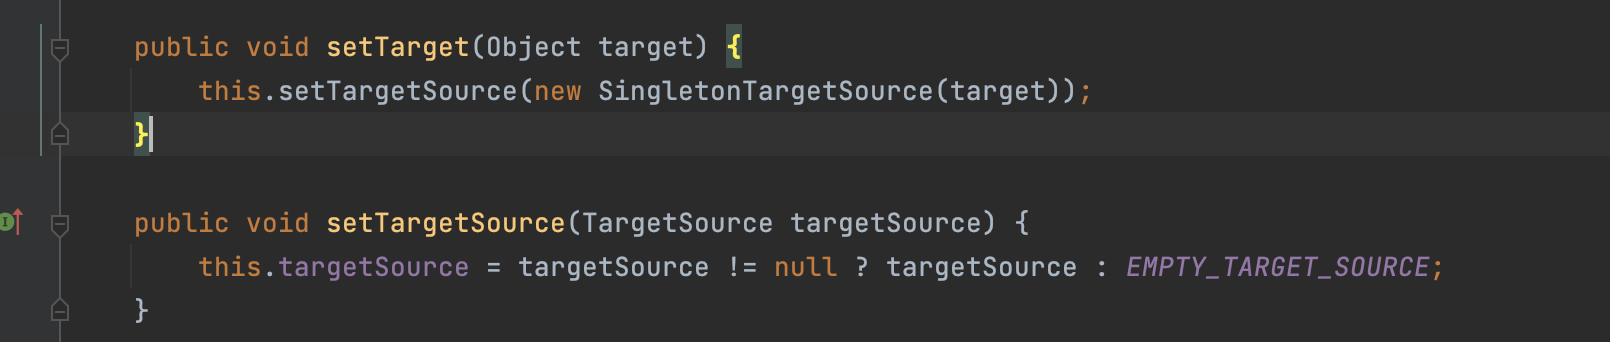 public void setTarget(Object target) {
this.setTargetSource(new SingletonTargetSource(target));
}
I
public void setTargetSource(TargetSource targetSource) {
this.targetSource = targetSource != null ? targetSource : EMPTY_TARGET_SOURCE;
}